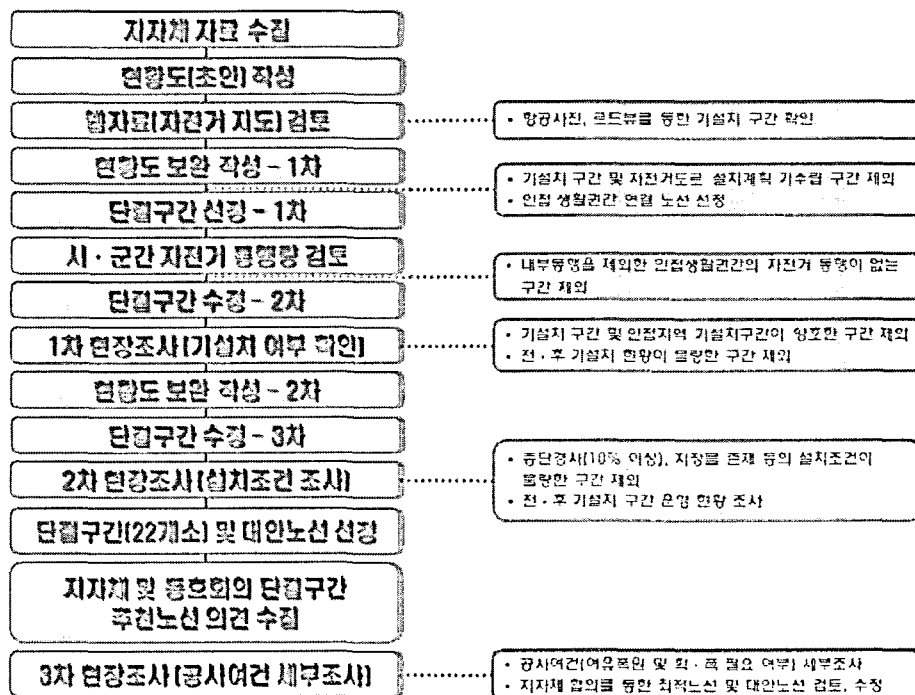 지자체 자료 수집
현황도(초안) 작성
웹자료(자전거 지도) 검토
• 항공사진, 로드뷰를 통한 기설치 구간 확인
현황도 보완 작성 - 1차
단절구간 선정 - 1차
• 기설치 구간 및 자전거도로 설치계획 기수립 구간 제외
• 인접 생활권간 연결 노선 선정
시 · 군간 자전거 통행량 검토
단절구간 수정 - 2차
• 내부통행을 제외한 인접생활권간의 자전거 통행이 없는
구간 제외
1차 현장조사 (기설치 여부 확인)
• 기설치 구간 및 인접지역 기설치구간이 양호한 구간 제외
• 전 · 후 기설치 현황이 불량한 구간 제외
현황도 보완 작성 - 2차
단절구간 수정 - 3차
2차 현장조사 (설치조건 조사)
• 종단경사(10% 이상), 지장물 존재 등의 설치조건이
불량한 구간 제외
• 전 · 후 기설치 구간 운영 현황 조사
단절구간(22개소) 및 대안노선 선정
지자체 및 동호회의 단절구간
추천노선 의견 수집
3차 현장조사 (공사여건 세부조사)
• 공사여건(여유폭원 및 확 · 폭 필요 여부) 세부조사
• 지자체 협의를 통한 최적노선 및 대안노선 검토, 수정